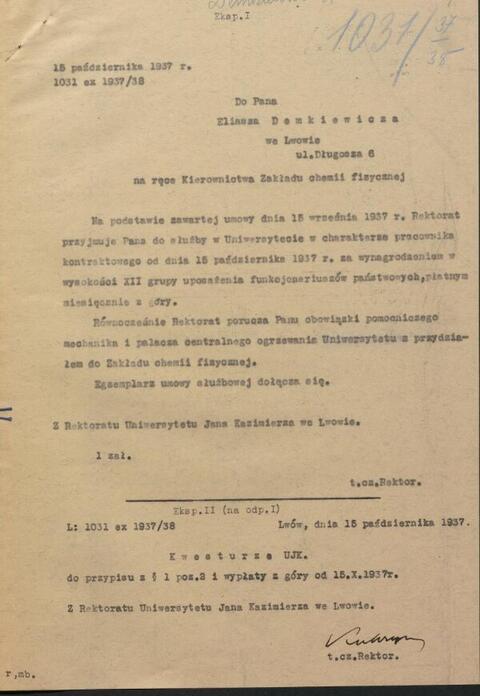 Eksp.I
1031/37/38
15 października 1937 r.
1031 ex 1937/38
Do Pana
Eliasza Demkiewicza
we Lwowie
ul.Długosza 6
na ręce Kierownictwa Zakładu chemii fizycznej
Na podstawie zawartej umowy dnia 15 września 1937 r. Rektorat
przyjmuje Pana do służby w Uniwersytecie w charakterze pracownika
kontraktowego od dnia 15 października 1937 r. za wynagrodzeniem w
wysokości XII grupy uposażenia funkcjonariuszów państwowych,płatnym
miesięcznie z góry.
Równocześnie Rektorat porucza Panu obowiązki pomocniczego
mechanika i palacza centralnego ogrzewania Uniwersytetu z przydzia-
łem do Zakładu chemii fizycznej.
Egzemplarz umowy służbowej dołącza się.
Z Rektoratu Uniwersytetu Jana Kazimierza we Lwowie.
1 zał.
t.cz.Rektor.
Eksp.II (na odp.I)
L: 1031 ex 1937/38 Lwów, dnia 15 października 1937.
Kwesturze UJK.
do przypisu z § 1 poz.2 i wypłaty z góry od 15.X.1937r.
Z Rektoratu Uniwersytetu Jana Kazimierza we Lwowie.
t.cz.Rektor.
r,mb.